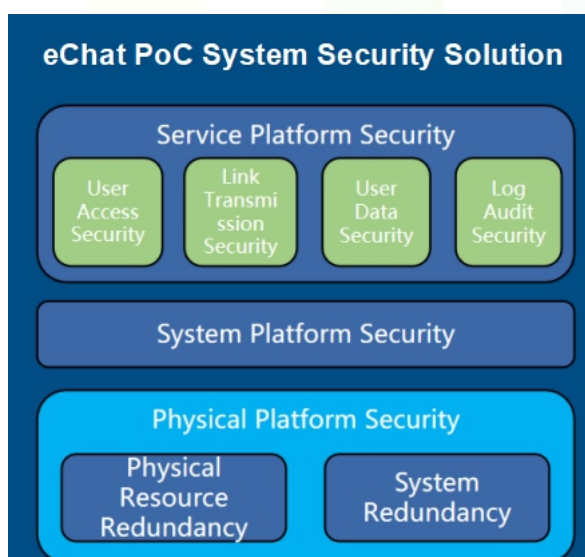 eChat PoC System Security Solution
Service Platform Security
User
Access
Security
Link
Transmi
ssion
Security
User
Data
Security
Log
Audit
Security
System Platform Security
Physical Platform Security
Physical
Resource
Redundancy
System
Redundancy